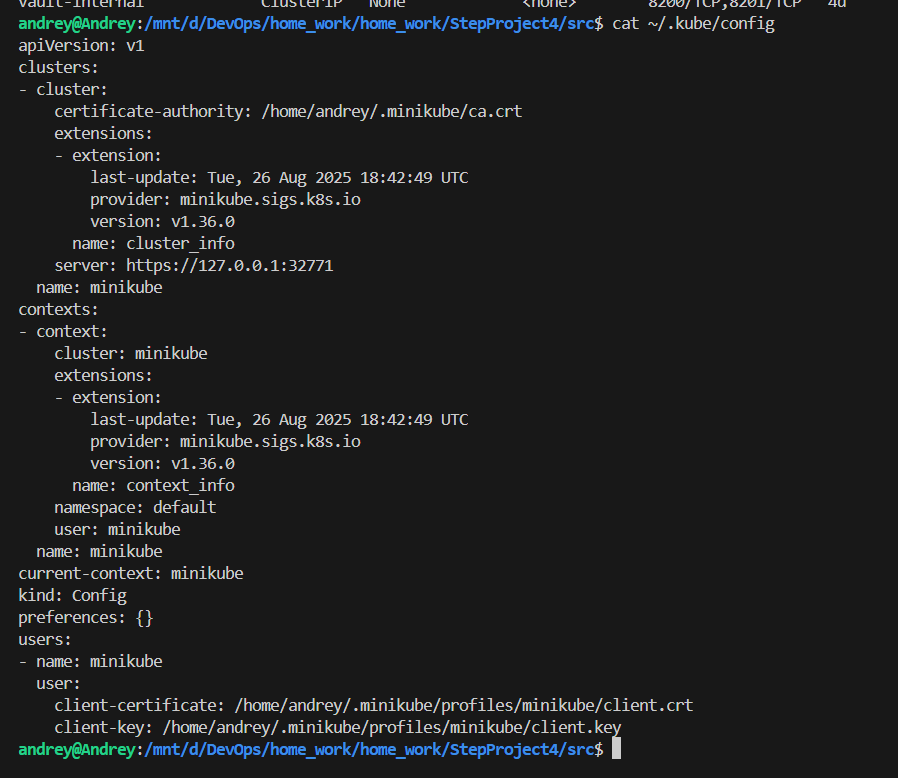 vault-internal ClusterIP None <none> 8200/TCP,8201/TCP 4d
andrey@Andrey:/mnt/d/DevOps/home_work/home_work/StepProject4/src$ cat ~/.kube/config
apiVersion: v1
clusters:
- cluster:
    certificate-authority: /home/andrey/.minikube/ca.crt
    extensions:
    - extension:
        last-update: Tue, 26 Aug 2025 18:42:49 UTC
        provider: minikube.sigs.k8s.io
        version: v1.36.0
      name: cluster_info
    server: https://127.0.0.1:32771
  name: minikube
contexts:
- context:
    cluster: minikube
    extensions:
    - extension:
        last-update: Tue, 26 Aug 2025 18:42:49 UTC
        provider: minikube.sigs.k8s.io
        version: v1.36.0
      name: context_info
    namespace: default
    user: minikube
  name: minikube
current-context: minikube
kind: Config
preferences: {}
users:
- name: minikube
  user:
    client-certificate: /home/andrey/.minikube/profiles/minikube/client.crt
    client-key: /home/andrey/.minikube/profiles/minikube/client.key
andrey@Andrey:/mnt/d/DevOps/home_work/home_work/StepProject4/src$